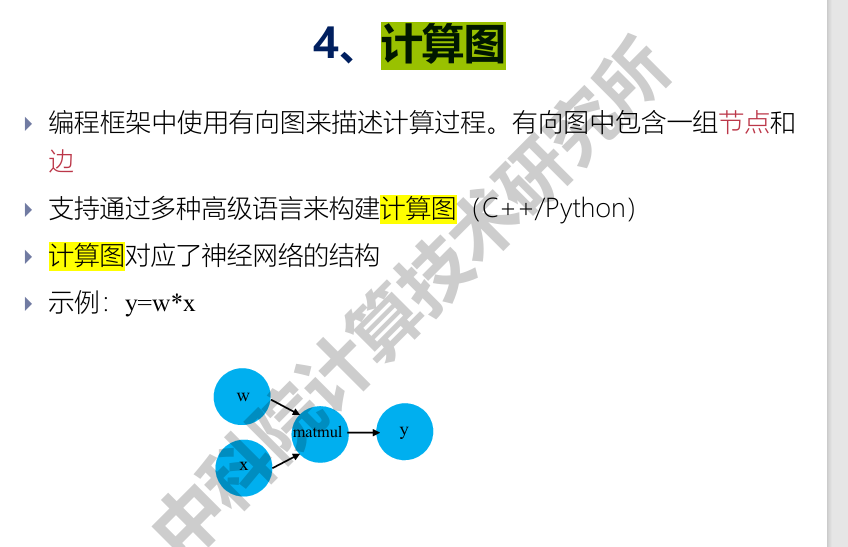 4、计算图
编程框架中使用有向图来描述计算过程。有向图中包含一组节点和
边
支持通过多种高级语言来构建计算图（C++/Python）
计算图对应了神经网络的结构
示例：y=w*x
w
matmul
y
x
中科院计算技术研究所